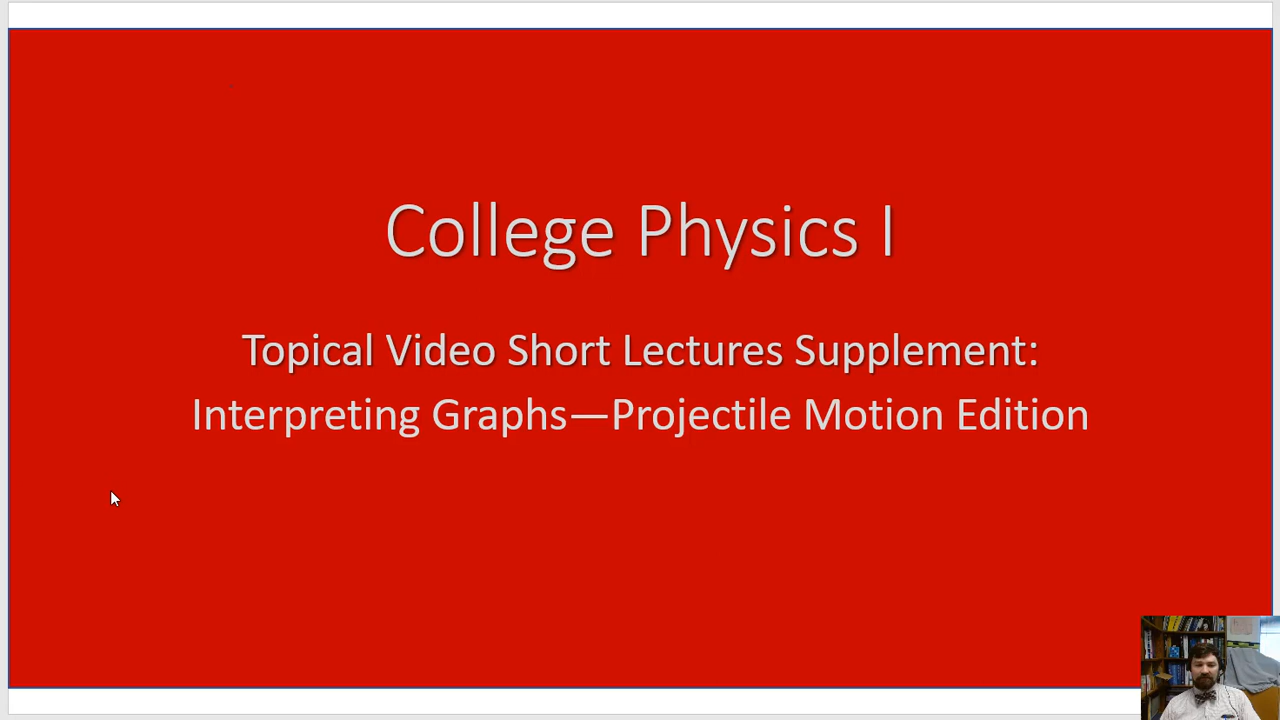 College Physics I
Topical Video Short Lectures Supplement:
Interpreting Graphs—Projectile Motion Edition